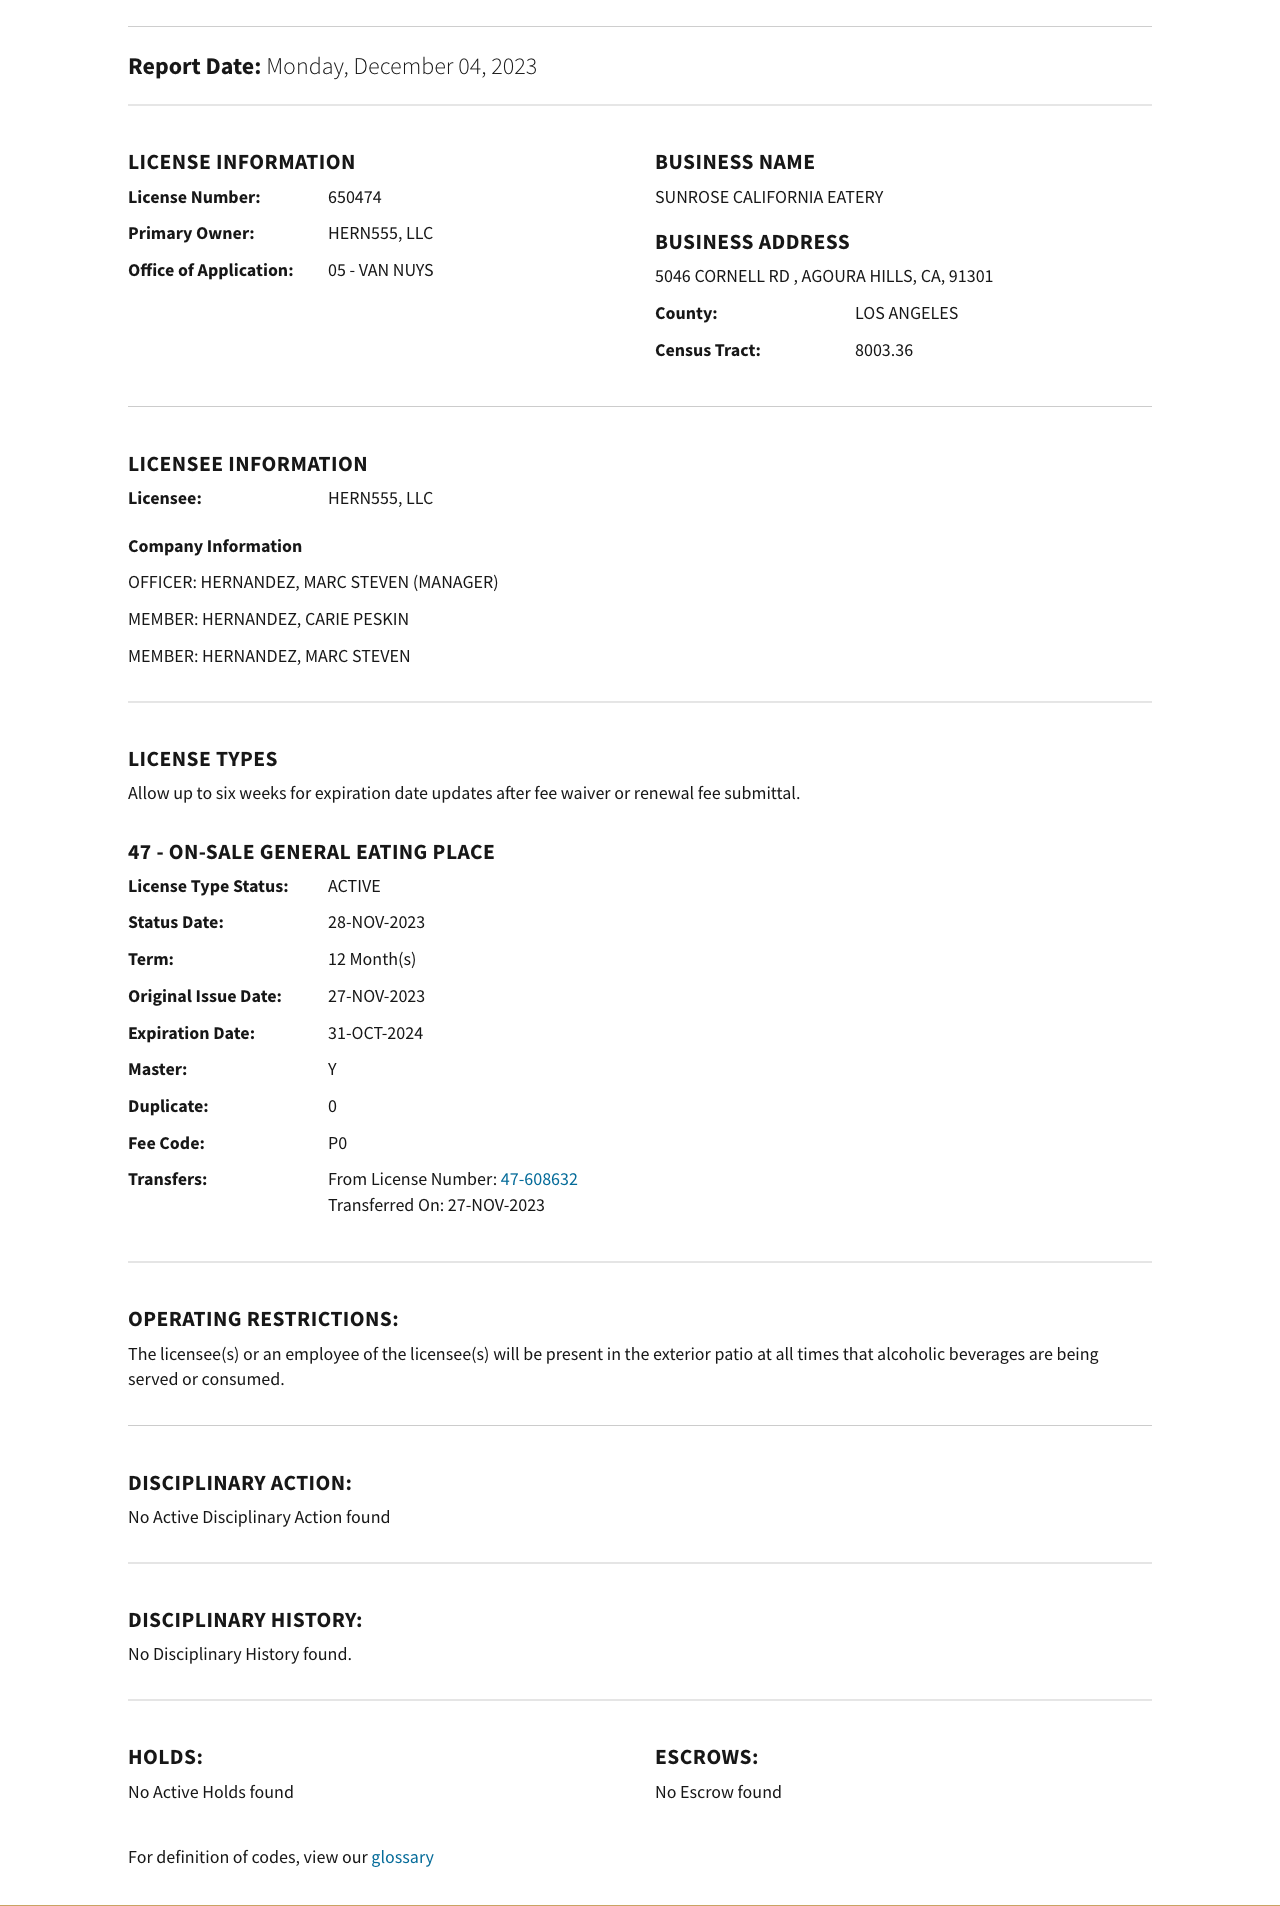 Report Date: Monday, December 04, 2023
LICENSE INFORMATION
License Number: 650474
Primary Owner: HERN555, LLC
Office of Application: 05 - VAN NUYS
BUSINESS NAME
SUNROSE CALIFORNIA EATERY
BUSINESS ADDRESS
5046 CORNELL RD , AGOURA HILLS, CA, 91301
County: LOS ANGELES
Census Tract: 8003.36
LICENSEE INFORMATION
Licensee: HERN555, LLC
Company Information
OFFICER: HERNANDEZ, MARC STEVEN (MANAGER)
MEMBER: HERNANDEZ, CARIE PESKIN
MEMBER: HERNANDEZ, MARC STEVEN
LICENSE TYPES
Allow up to six weeks for expiration date updates after fee waiver or renewal fee submittal.
47 - ON-SALE GENERAL EATING PLACE
License Type Status: ACTIVE
Status Date: 28-NOV-2023
Term: 12 Month(s)
Original Issue Date: 27-NOV-2023
Expiration Date: 31-OCT-2024
Master: Y
Duplicate: 0
Fee Code: P0
Transfers: From License Number: 47-608632
Transferred On: 27-NOV-2023
OPERATING RESTRICTIONS:
The licensee(s) or an employee of the licensee(s) will be present in the exterior patio at all times that alcoholic beverages are being
served or consumed.
DISCIPLINARY ACTION:
No Active Disciplinary Action found
DISCIPLINARY HISTORY:
No Disciplinary History found.
HOLDS:
No Active Holds found
ESCROWS:
No Escrow found
For definition of codes, view our glossary